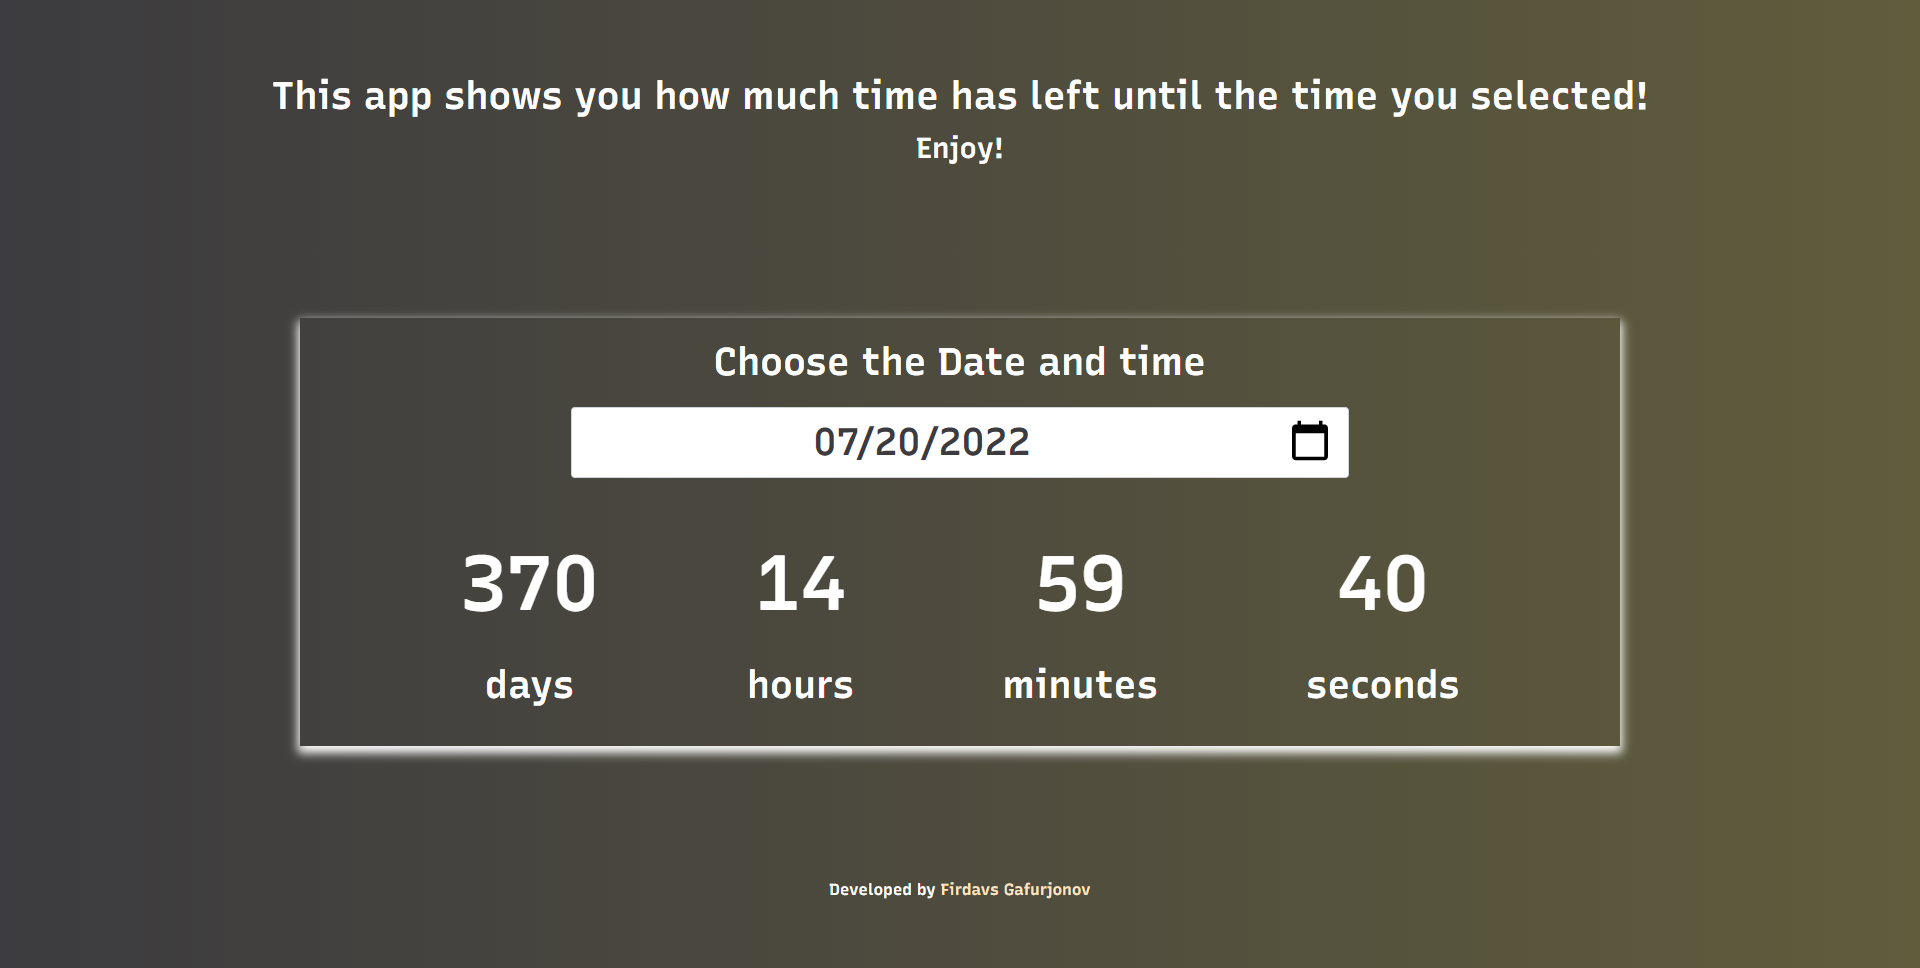 This app shows you how much time has left until the time you selected!
Enjoy!
Choose the Date and time
07/20/2022
370 14 59 40
days hours minutes seconds
Developed by Firdavs Gafurjonov